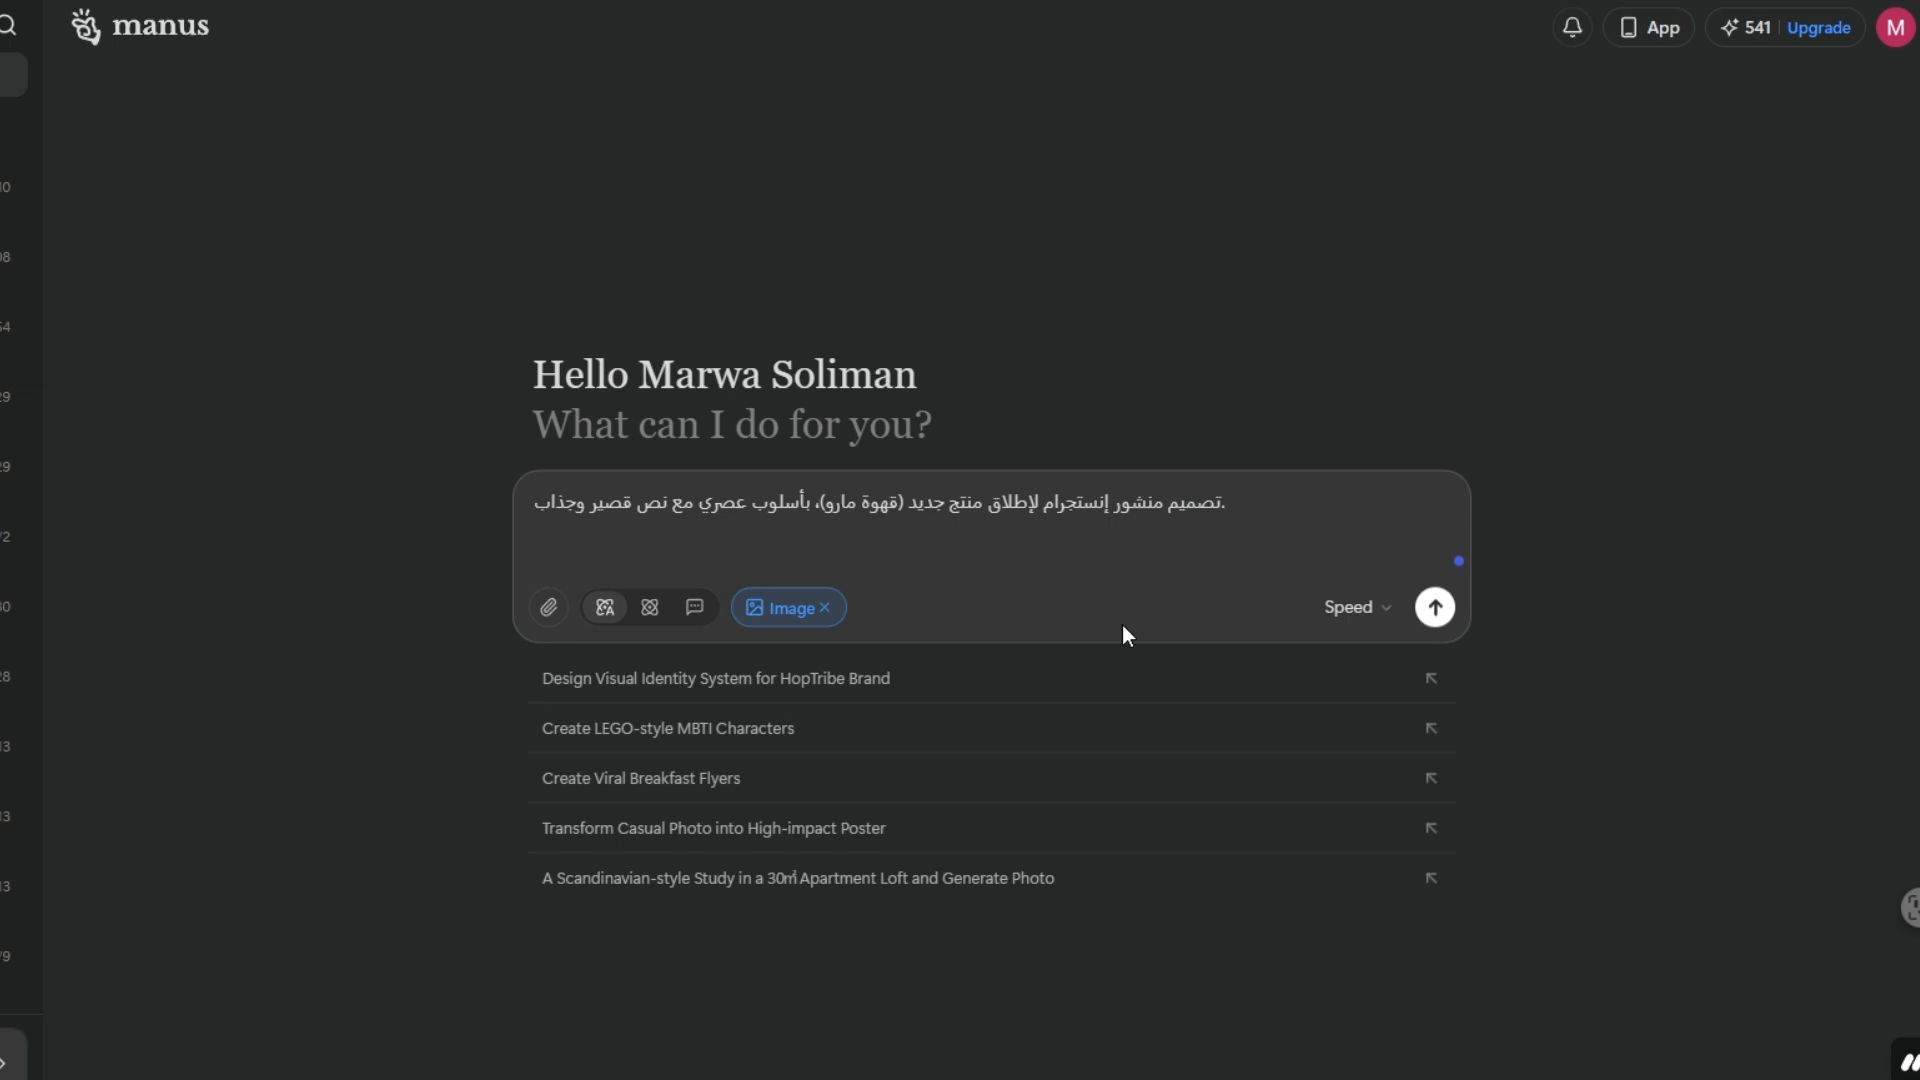 manus
App
541
Upgrade
M
Hello Marwa Soliman
What can I do for you?
تصميم منشور إنستجرام لإطلاق منتج جديد (قهوة مارو)، بأسلوب عصري مع نص قصير وجذاب.
Image
Speed
Design Visual Identity System for HopTribe Brand
Create LEGO-style MBTI Characters
Create Viral Breakfast Flyers
Transform Casual Photo into High-impact Poster
A Scandinavian-style Study in a 30㎡ Apartment Loft and Generate Photo